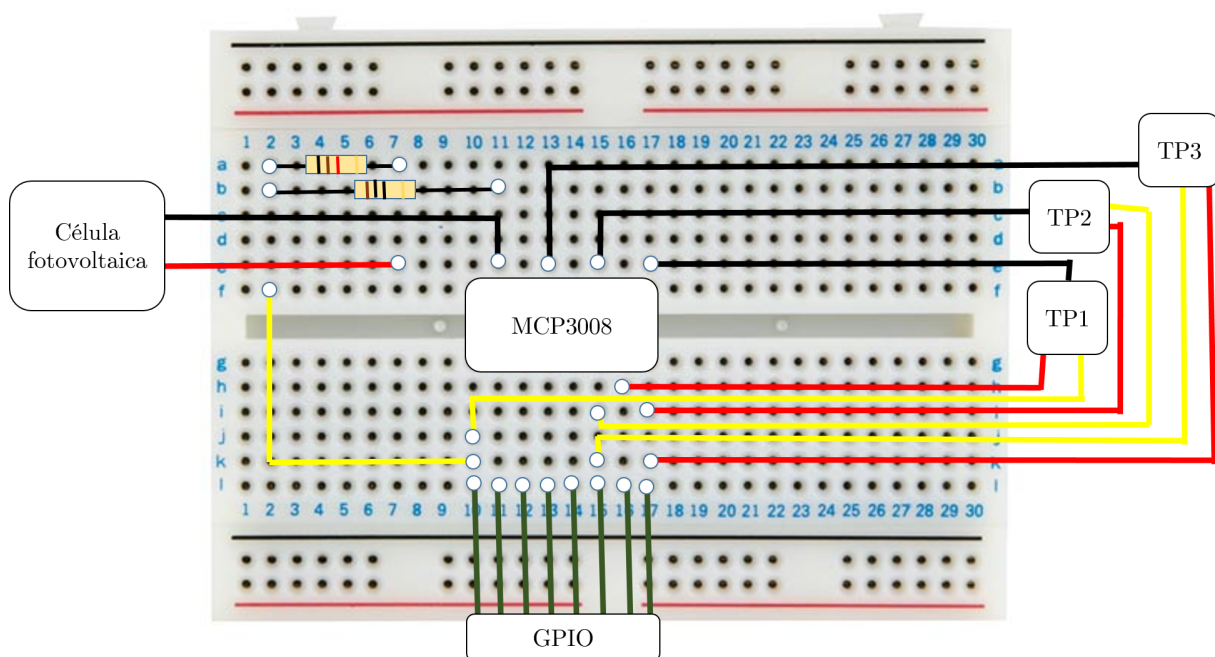 1 2 3 4 5 6 7 8 9 10 11 12 13 14 15 16 17 18 19 20 21 22 23 24 25 26 27 28 29 30
TP3
a
b b
TP2
c
Célula
fotovoltaica
d d
e
f f
TP1
MCP3008
g g
h
i
j
k k
l l
1 2 3 4 5 6 7 8 9 10 11 12 13 14 15 16 17 18 19 20 21 22 23 24 25 26 27 28 29 30
GPIO